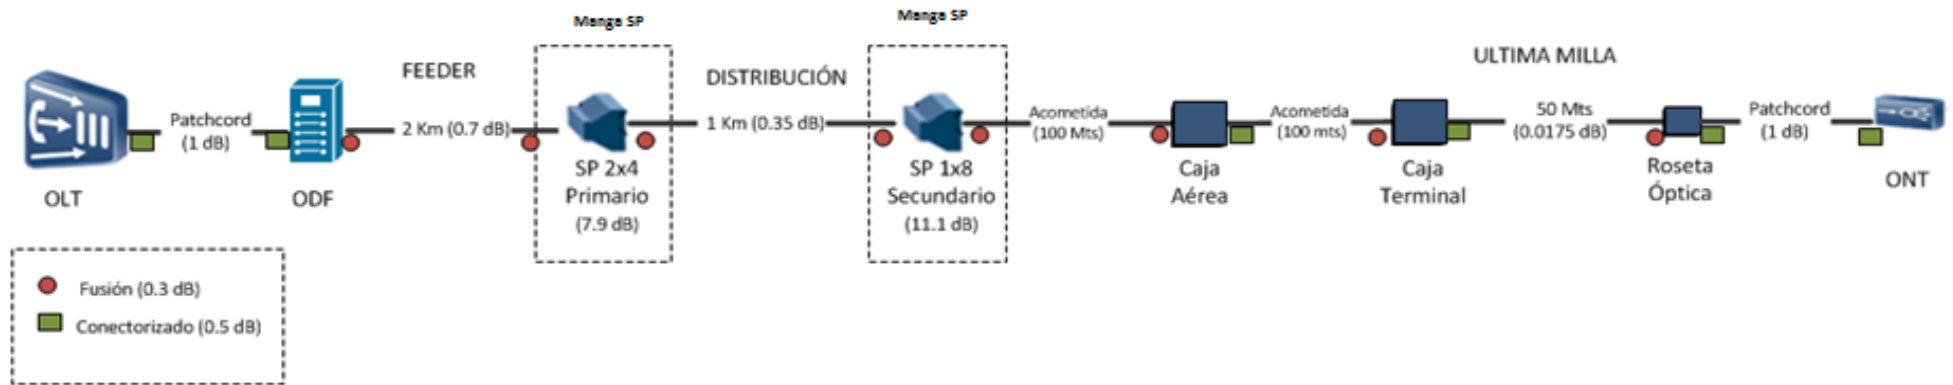 Manga SP
Manga SP
FEEDER
DISTRIBUCIÓN
ULTIMA MILLA
Patchcord
(1 dB)
2 Km (0.7 dB)
1 Km (0.35 dB)
Acometida
(100 Mts)
Acometida
(100 mts)
50 Mts
(0.0175 dB)
Patchcord
(1 dB)
OLT
ODF
SP 2x4
Primario
(7.9 dB)
SP 1x8
Secundario
(11.1 dB)
Caja
Aérea
Caja
Terminal
Roseta
Óptica
ONT
Fusión (0.3 dB)
Conectorizado (0.5 dB)